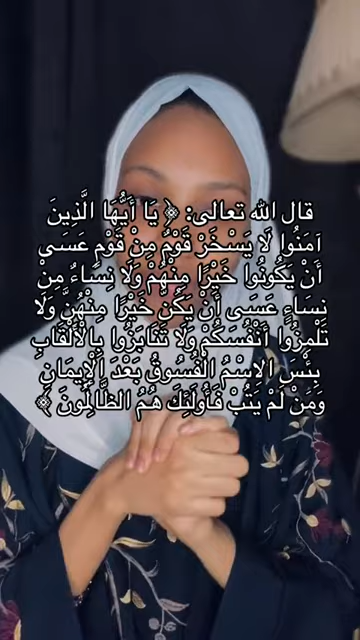 قال الله تعالى: ﴿ يَا أَيُّهَا الَّذِينَ
آمَنُوا لَا يَسْخَرْ قَوْمٌ مِنْ قَوْمٍ عَسَى
أَنْ يَكُونُوا خَيْرًا مِنْهُمْ وَلَا نِسَاءٌ مِنْ
نِسَاءٍ عَسَى أَنْ يَكُنَّ خَيْرًا مِنْهُنَّ وَلَا
تَلْمِزُوا أَنْفُسَكُمْ وَلَا تَنَابَزُوا بِالْأَلْقَابِ
بِئْسَ الِاسْمُ الْفُسُوقُ بَعْدَ الْإِيمَانِ
وَمَنْ لَمْ يَتُبْ فَأُولَئِكَ هُمُ الظَّالِمُونَ ﴾